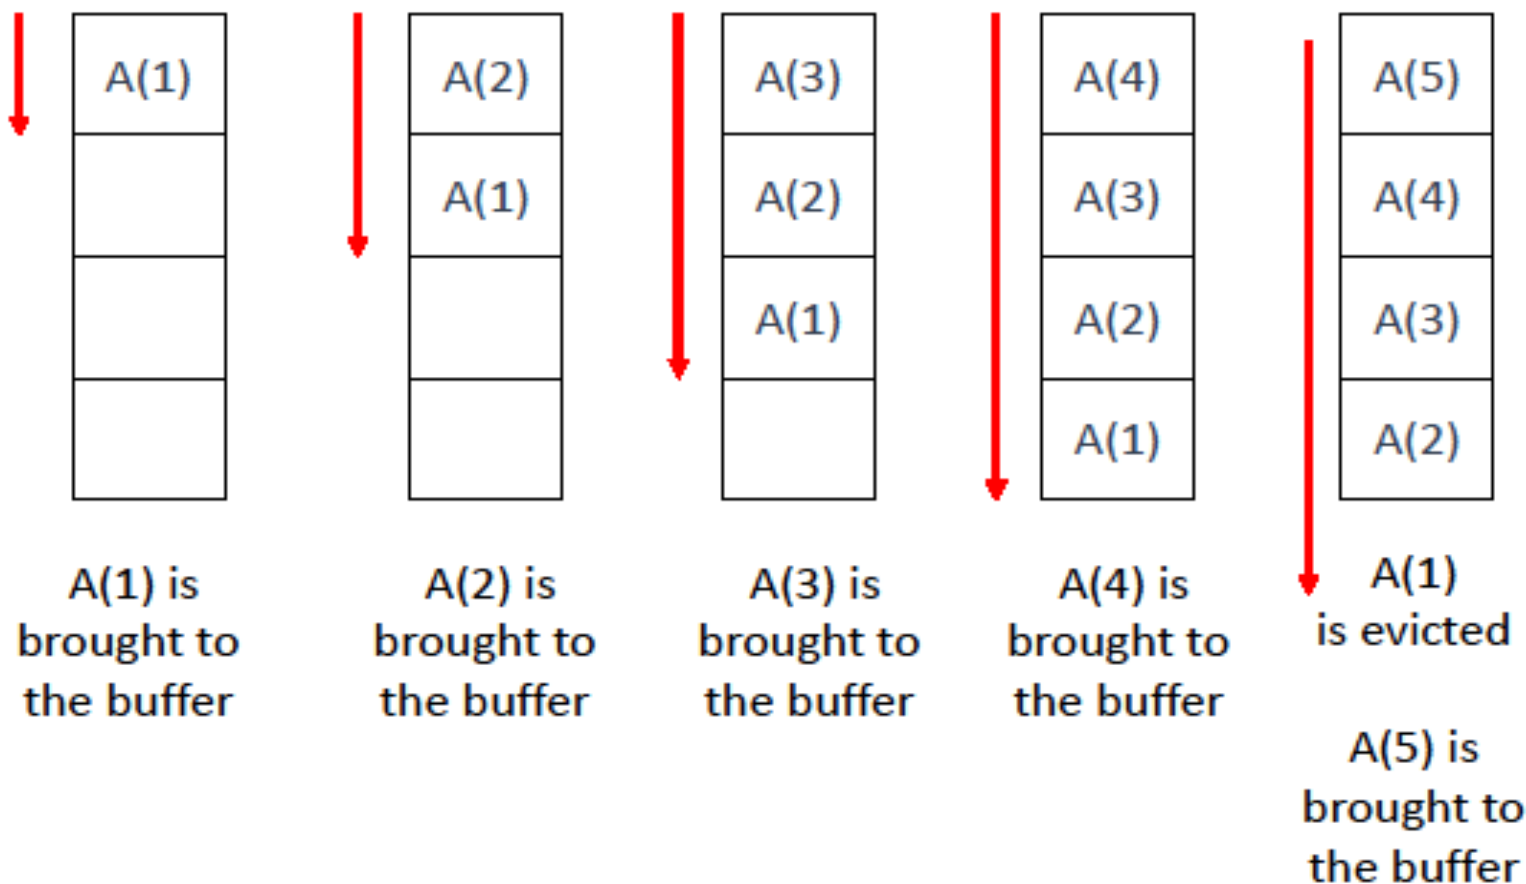 A(1)
A(2)
A(1)
A(3)
A(2)
A(1)
A(4)
A(3)
A(2)
A(1)
A(5)
A(4)
A(3)
A(2)
A(1) is
brought to
the buffer
A(2) is
brought to
the buffer
A(3) is
brought to
the buffer
A(4) is
brought to
the buffer
A(1)
is evicted
A(5) is
brought to
the buffer